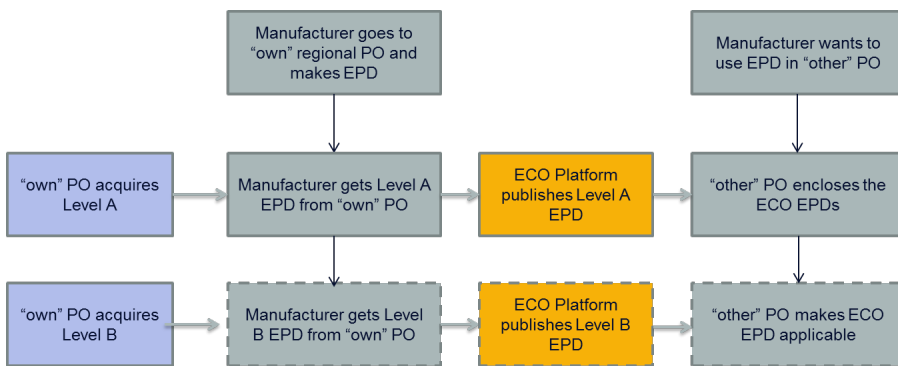 Manufacturer goes to
“own” regional PO and
makes EPD
Manufacturer wants to
use EPD in “other” PO
“own” PO acquires
Level A
Manufacturer gets Level A
EPD from “own” PO
ECO Platform
publishes Level A
EPD
“other” PO encloses the
ECO EPDs
“own” PO acquires
Level B
Manufacturer gets Level
B EPD from “own” PO
ECO Platform
publishes Level B
EPD
“other” PO makes ECO
EPD applicable